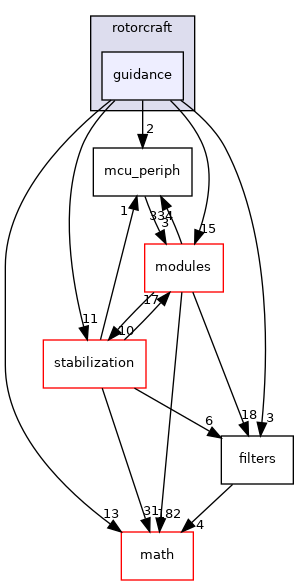 rotorcraft
guidance
2
mcu_periph
334
3
1
15
modules
17
10
11
stabilization
6
18
3
filters
13
31
182
4
math